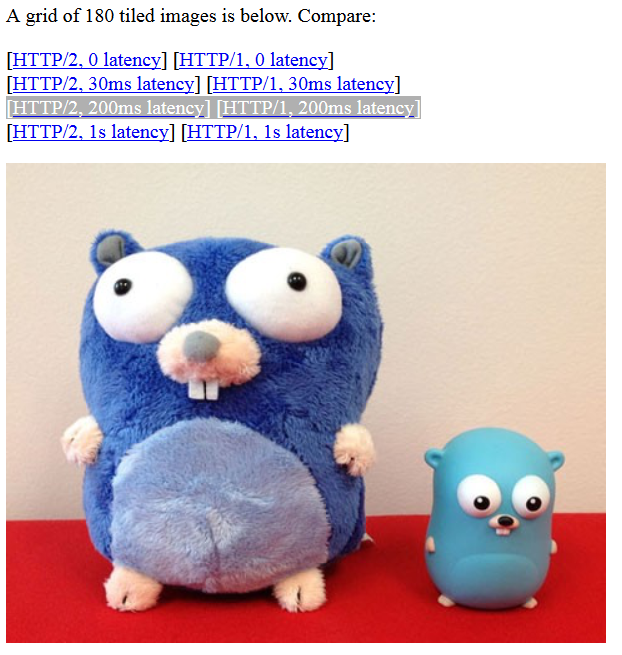 A grid of 180 tiled images is below. Compare:
[HTTP/2, 0 latency] [HTTP/1, 0 latency]
[HTTP/2, 30ms latency] [HTTP/1, 30ms latency]
[HTTP/2, 200ms latency] [HTTP/1, 200ms latency]
[HTTP/2, 1s latency] [HTTP/1, 1s latency]